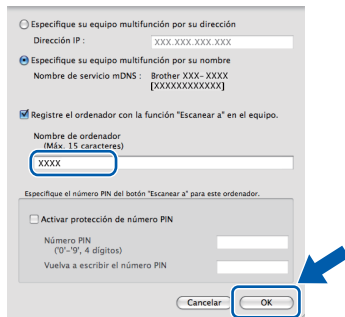 Especifique su equipo multifunción por su dirección
Dirección IP : XXX.XXX.XXX.XXX
Especifique su equipo multifunción por su nombre
Nombre de servicio mDNS : Brother XXX- XXXX
[XXXXXXXXXXXX]
Registre el ordenador con la función "Escanear a" en el equipo.
Nombre de ordenador
(Máx. 15 caracteres)
XXXX
Especifique el número PIN del botón "Escanear a" para este ordenador.
Activar protección de número PIN
Número PIN
('0'-'9', 4 dígitos)
Vuelva a escribir el número PIN
Cancelar OK